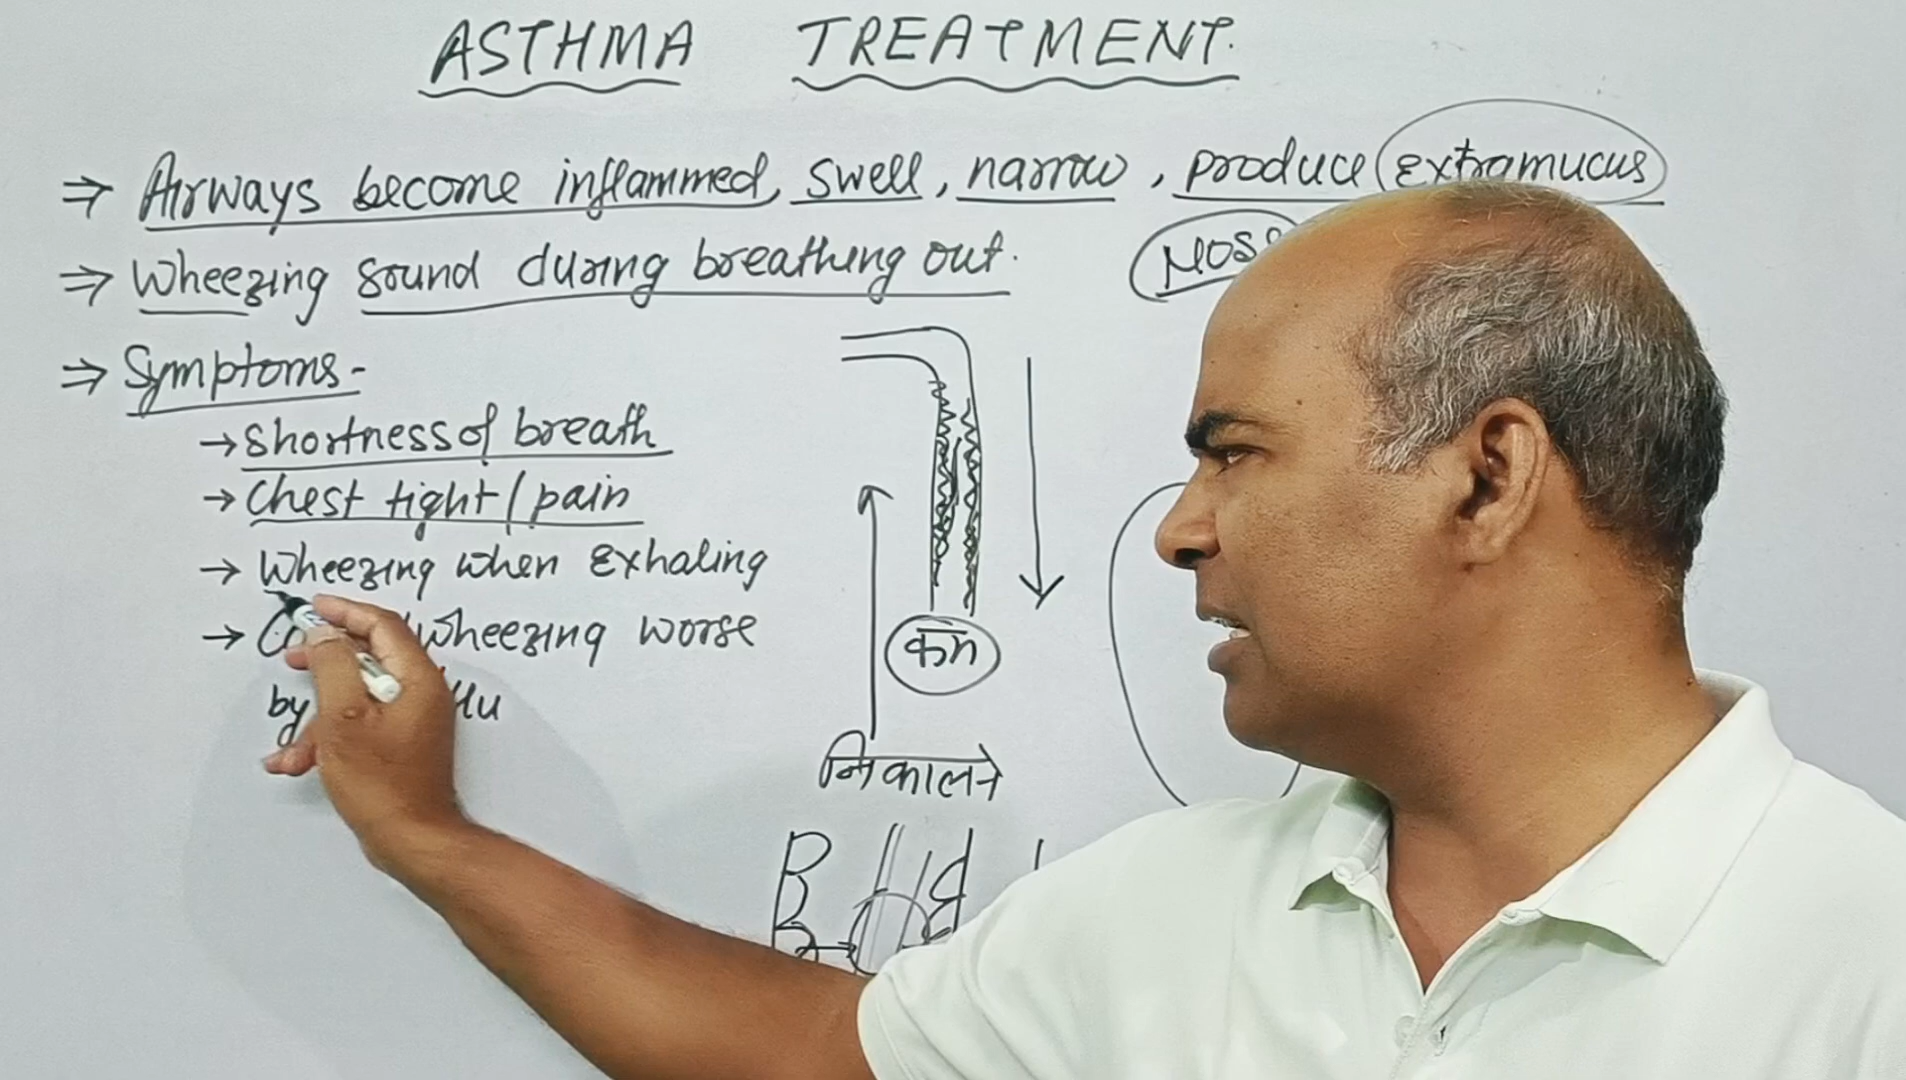 ASTHMA TREATMENT.
⇒ Airways become inflammed, swell, narrow, produce extramucus
⇒ Wheezing sound during breathing out.
⇒ Symptoms-
→ shortness of breath
→ Chest tight / pain
→ Wheezing when Exhaling
→ wheezing worse
by
कम
निकालन